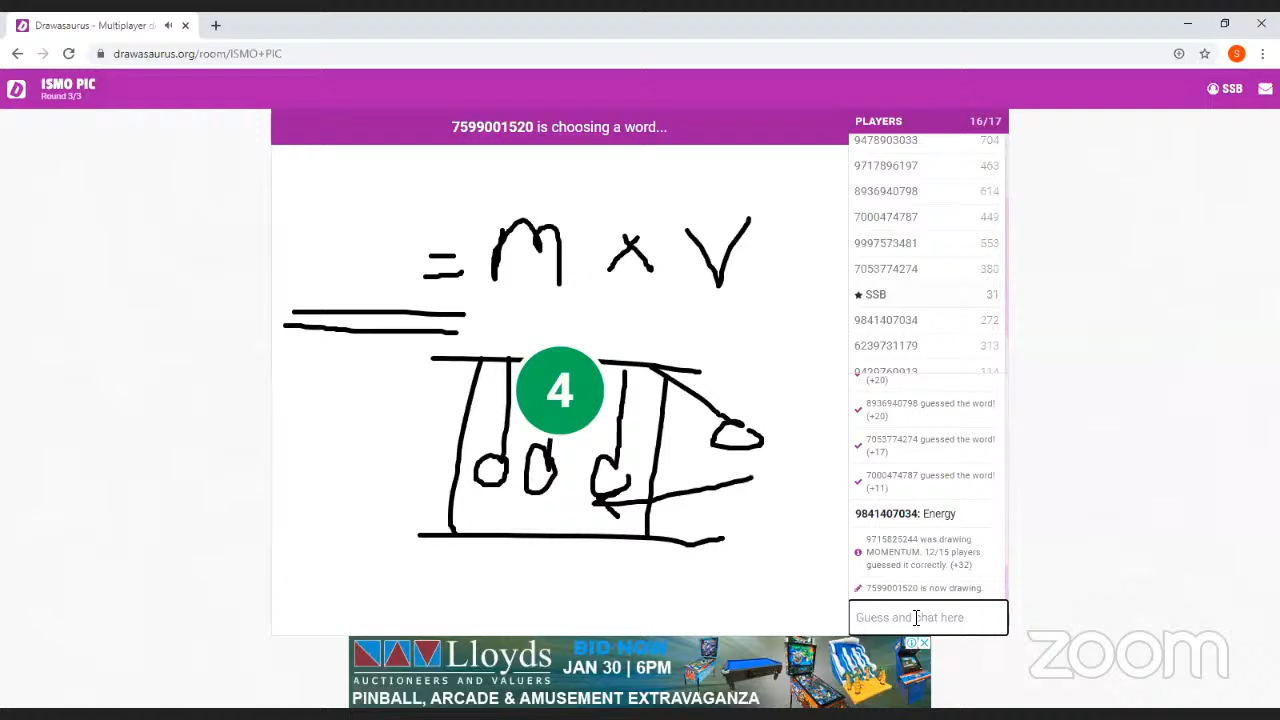 Drawasaurus - Multiplayer d
drawasaurus.org/room/ISMO+PIC
S
ISMO PIC
Round 3/3
SSB
7599001520 is choosing a word...
PLAYERS 16/17
9478903033 704
9717896197 463
8936940798 614
7000474787 449
9997573481 553
7053774274 380
SSB 31
9841407034 272
6239731179 313
9429769913 114
(+20)
8936940798 guessed the word!
(+20)
7053774274 guessed the word!
(+17)
7000474787 guessed the word!
(+11)
9841407034: Energy
9715825244 was drawing
MOMENTUM. 12/15 players
guessed it correctly. (+32)
7599001520 is now drawing.
Guess and chat here
= M x V
4
NAV Lloyds
AUCTIONEERS AND VALUERS
BID NOW
JAN 30 | 6PM
PINBALL, ARCADE & AMUSEMENT EXTRAVAGANZA
zoom